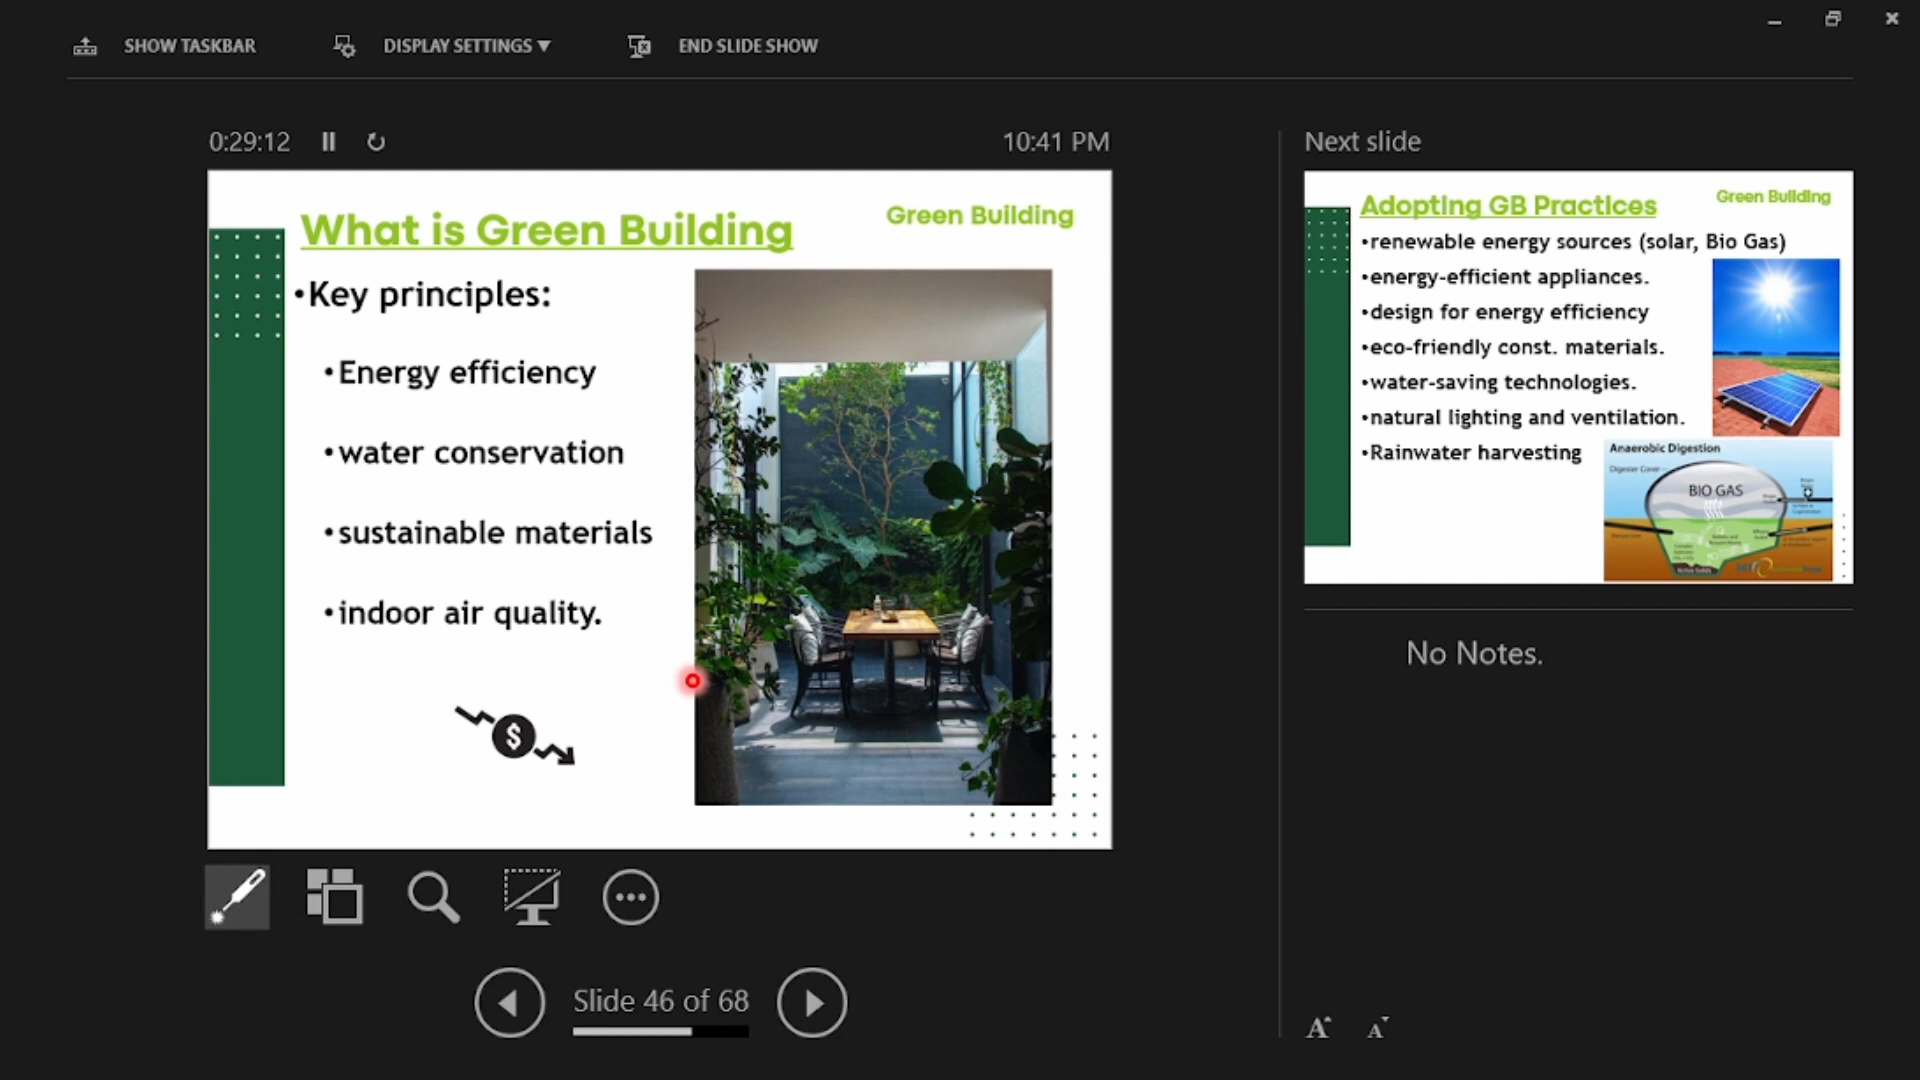 SHOW TASKBAR
DISPLAY SETTINGS ▼
END SLIDE SHOW
0:29:12
10:41 PM
What is Green Building
Green Building
•Key principles:
•Energy efficiency
•water conservation
•sustainable materials
•indoor air quality.
$
Slide 46 of 68
Next slide
Adopting GB Practices
Green Building
•renewable energy sources (solar, Bio Gas)
•energy-efficient appliances.
•design for energy efficiency
•eco-friendly const. materials.
•water-saving technologies.
•natural lighting and ventilation.
•Rainwater harvesting
Anaerobic Digestion
Digester Cover
BIO GAS
No Notes.
A
A